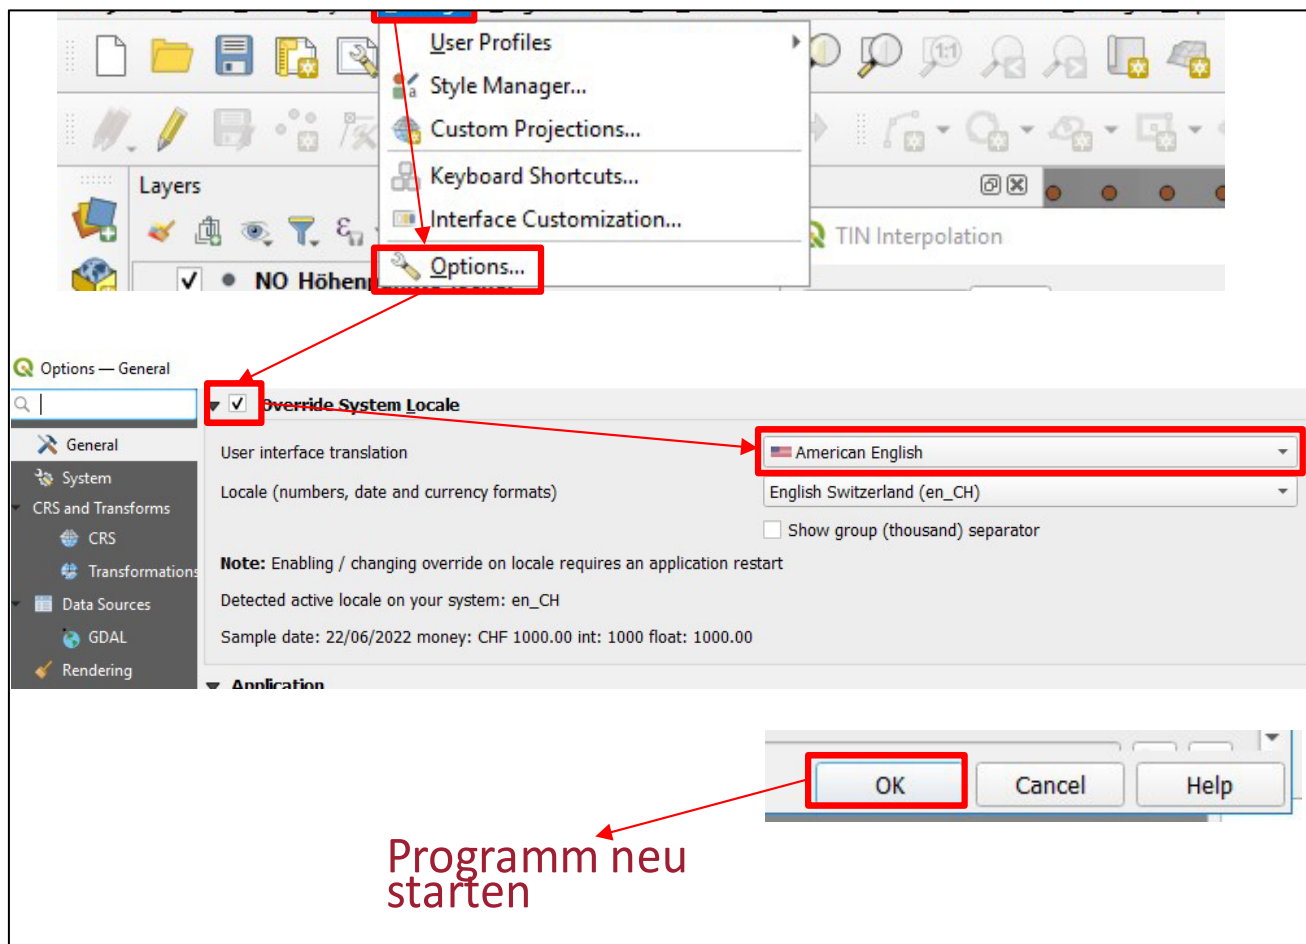 User Profiles
Style Manager...
Custom Projections...
Keyboard Shortcuts...
Interface Customization...
Options...
1:1
Layers
TIN Interpolation
NO Höhenpunkte
Options — General
Override System Locale
General
User interface translation
American English
System
Locale (numbers, date and currency formats)
English Switzerland (en_CH)
CRS and Transforms
Show group (thousand) separator
CRS
Note: Enabling / changing override on locale requires an application restart
Transformations
Data Sources
Detected active locale on your system: en_CH
GDAL
Sample date: 22/06/2022 money: CHF 1000.00 int: 1000 float: 1000.00
Rendering
Application
OK
Cancel
Help
Programm neu
starten